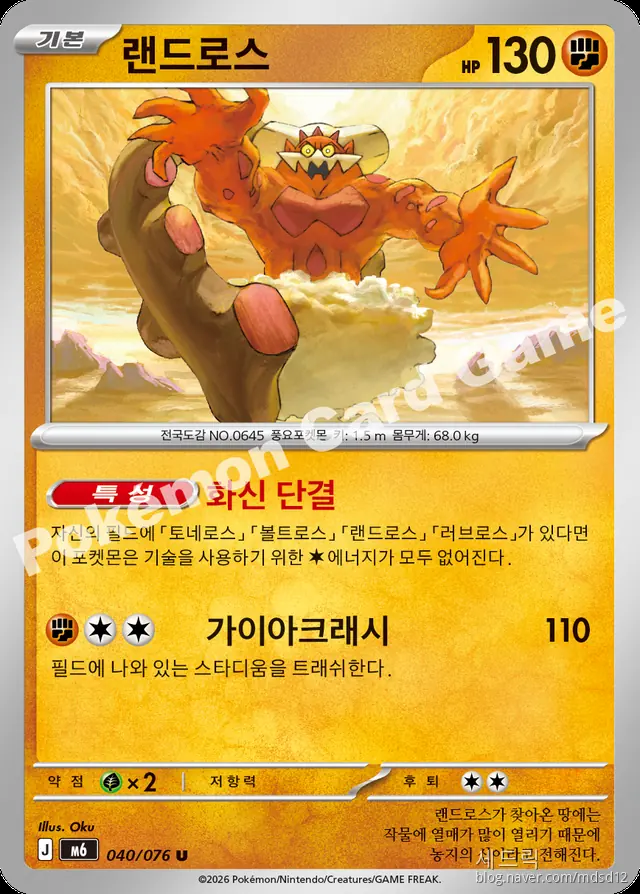 기본 랜드로스 HP 130
전국도감 NO.0645 풍요포켓몬 키: 1.5 m 몸무게: 68.0 kg
특성 화신 단결
자신의 필드에 「토네로스」 「볼트로스」 「랜드로스」 「러브로스」가 있다면
이 포켓몬은 기술을 사용하기 위한 에너지가 모두 없어진다.
가이아크래시 110
필드에 나와 있는 스타디움을 트래쉬한다.
약점 ×2 저항력 후퇴
Illus. Oku
랜드로스가 찾아온 땅에는
작물에 열매가 많이 열리기 때문에
농지의 신이라고 전해진다.
J m6 040/076 U
세드릭
blog.naver.com/mdsd12
©2026 Pokémon/Nintendo/Creatures/GAME FREAK.
Pokémon Card Game